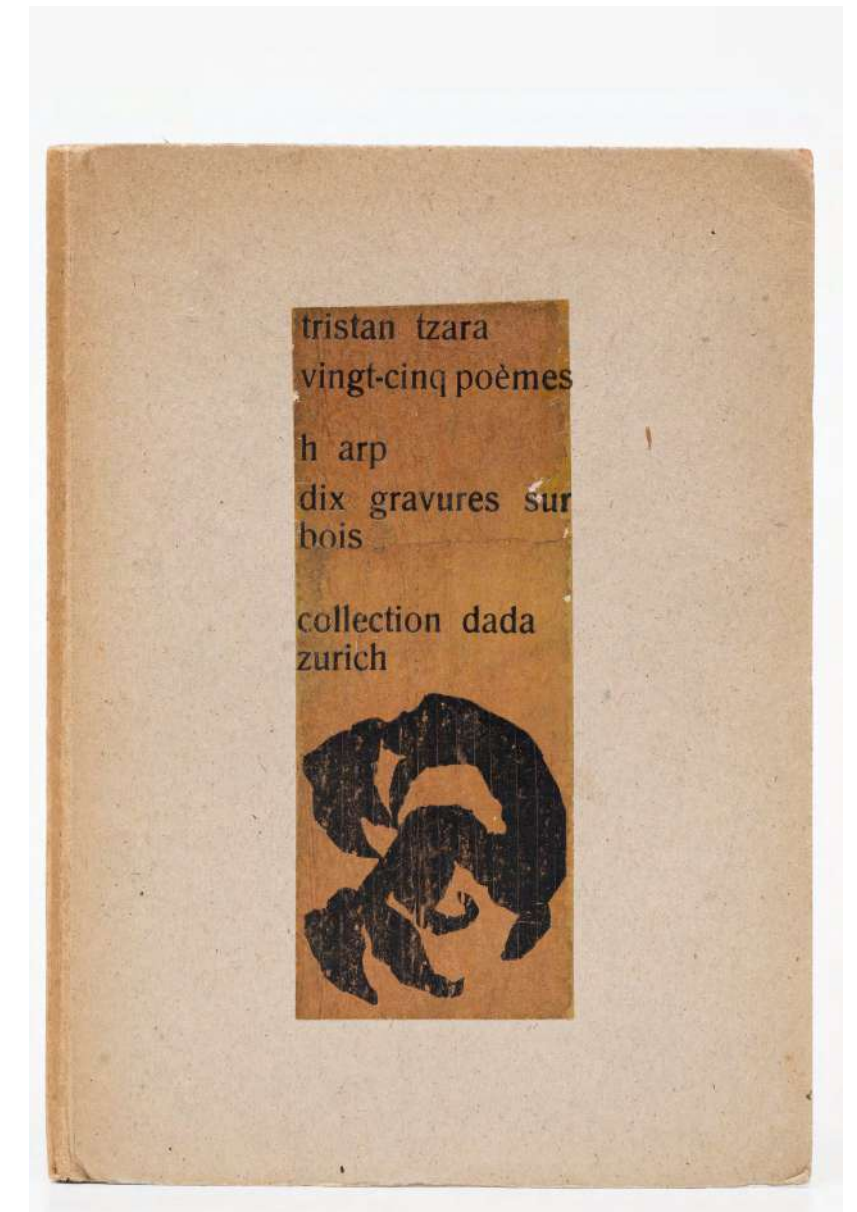 tristan tzara
vingt-cinq poèmes
h arp
dix gravures sur
bois
collection dada
zurich